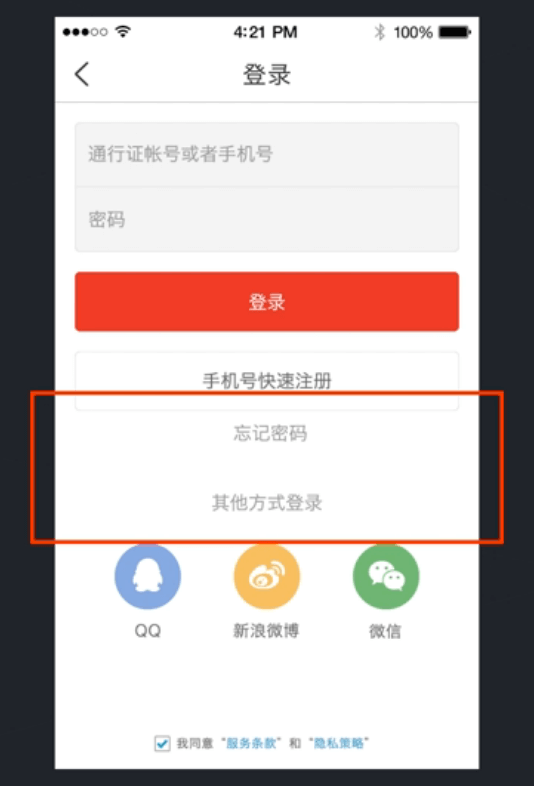 4:21 PM 100%
登录
通行证帐号或者手机号
密码
登录
手机号快速注册
忘记密码
其他方式登录
QQ 新浪微博 微信
我同意“服务条款”和“隐私策略”